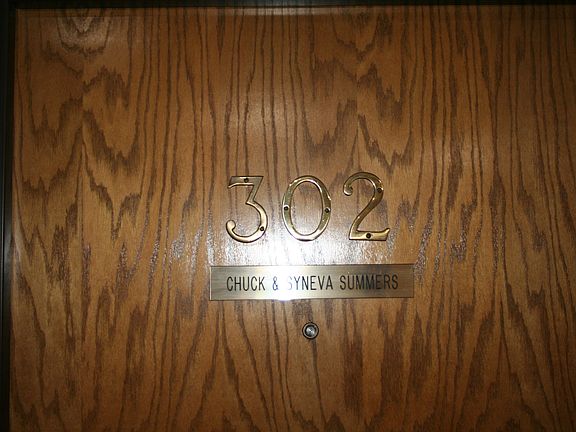 302
CHUCK & SYNEVA SUMMERS